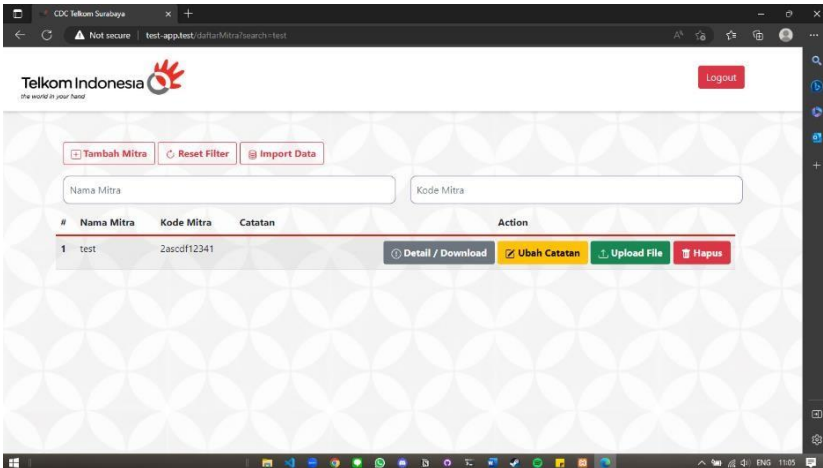 CDC Telkom Surabaya
Not secure | test-app.test/daftarMitra?search=test
Telkom Indonesia
the world in your hand
Logout
Tambah Mitra
Reset Filter
Import Data
Nama Mitra
Kode Mitra
# Nama Mitra Kode Mitra Catatan Action
1 test 2ascdf12341 Detail / Download Ubah Catatan Upload File Hapus
ENG 11:05